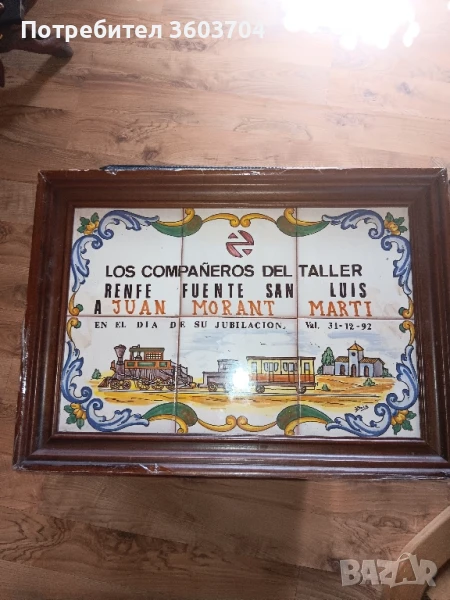 Потребител 3603704
LOS COMPAÑEROS DEL TALLER
RENFE FUENTE SAN LUIS
A JUAN MORANT MARTI
EN EL DIA DE SU JUBILACION, Val. 31-12-92
BAZAR